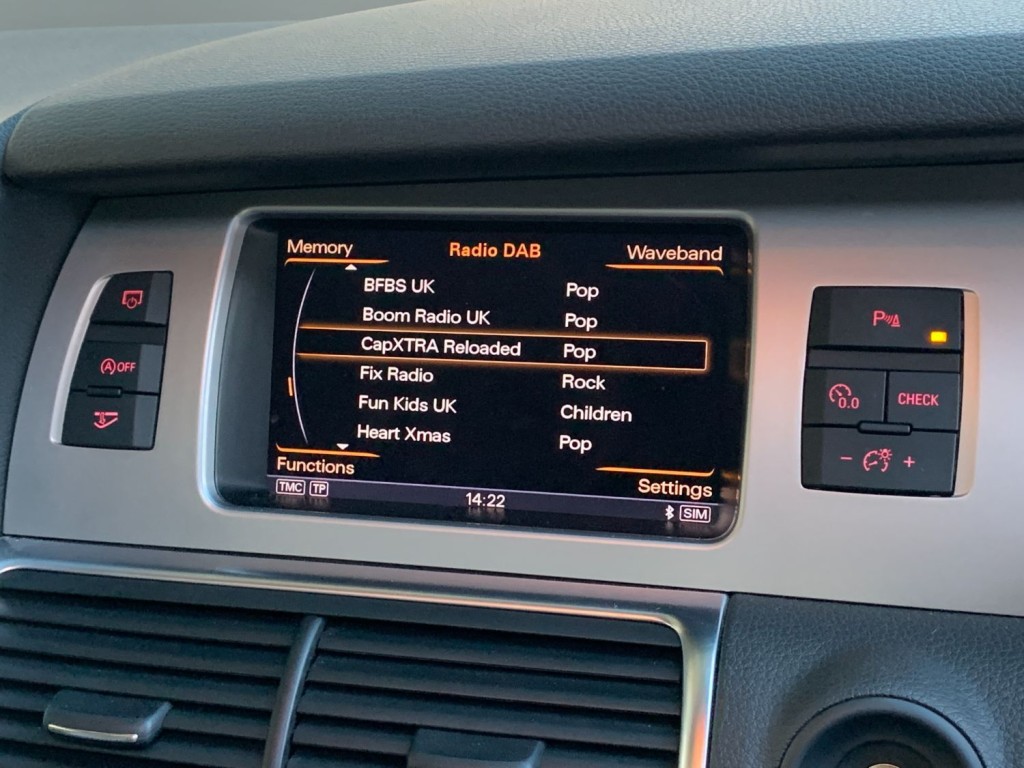 Memory Radio DAB Waveband
BFBS UK Pop
Boom Radio UK Pop
CapXTRA Reloaded Pop
Fix Radio Rock
Fun Kids UK Children
Heart Xmas Pop
Functions Settings
TMC TP 14:22 SIM
A OFF
P
0.0 CHECK
- +